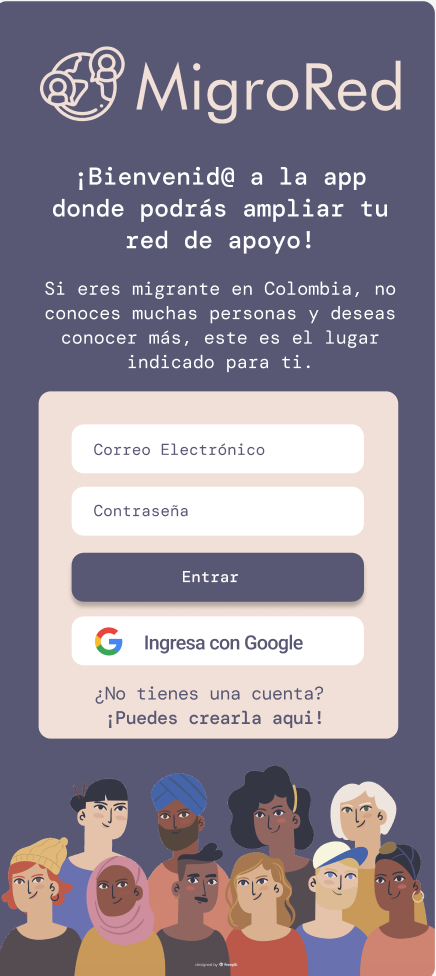 MigroRed
¡Bienvenid@ a la app
donde podrás ampliar tu
red de apoyo!
Si eres migrante en Colombia, no
conoces muchas personas y deseas
conocer más, este es el lugar
indicado para ti.
Correo Electrónico
Contraseña
Entrar
Ingresa con Google
¿No tienes una cuenta?
¡Puedes crearla aqui!
designed by freepik